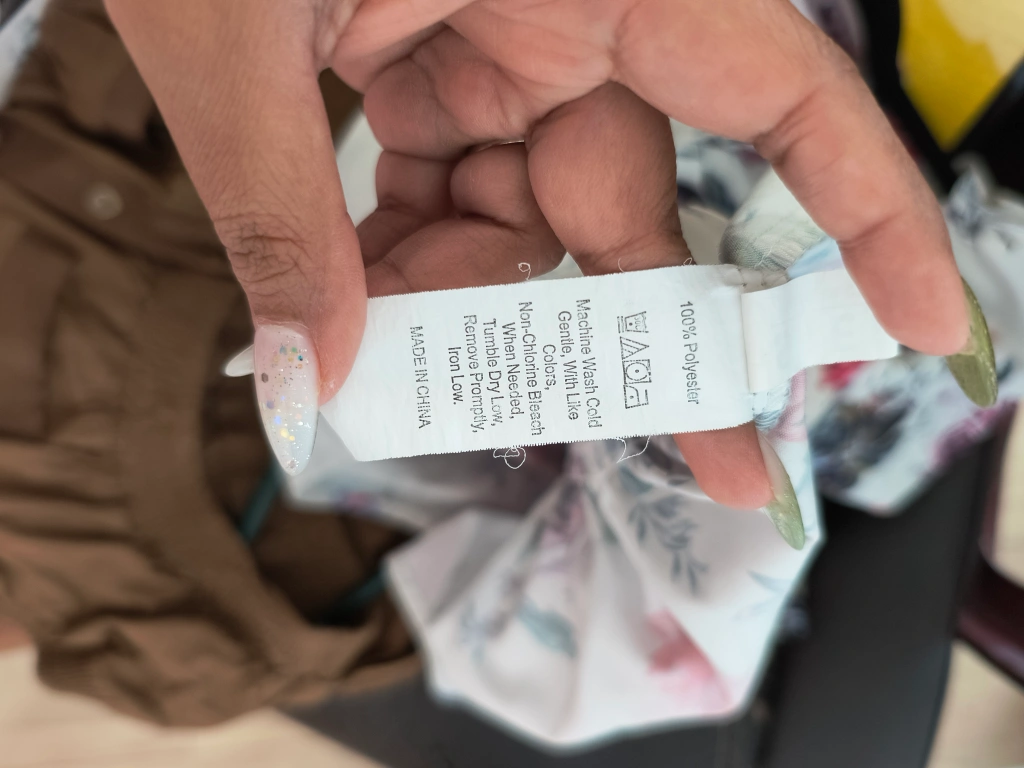 100% Polyester
Machine Wash Cold
Gentle, With Like
Colors,
Non-Chlorine Bleach
When Needed,
Tumble Dry Low,
Remove Promptly,
Iron Low.
MADE IN CHINA